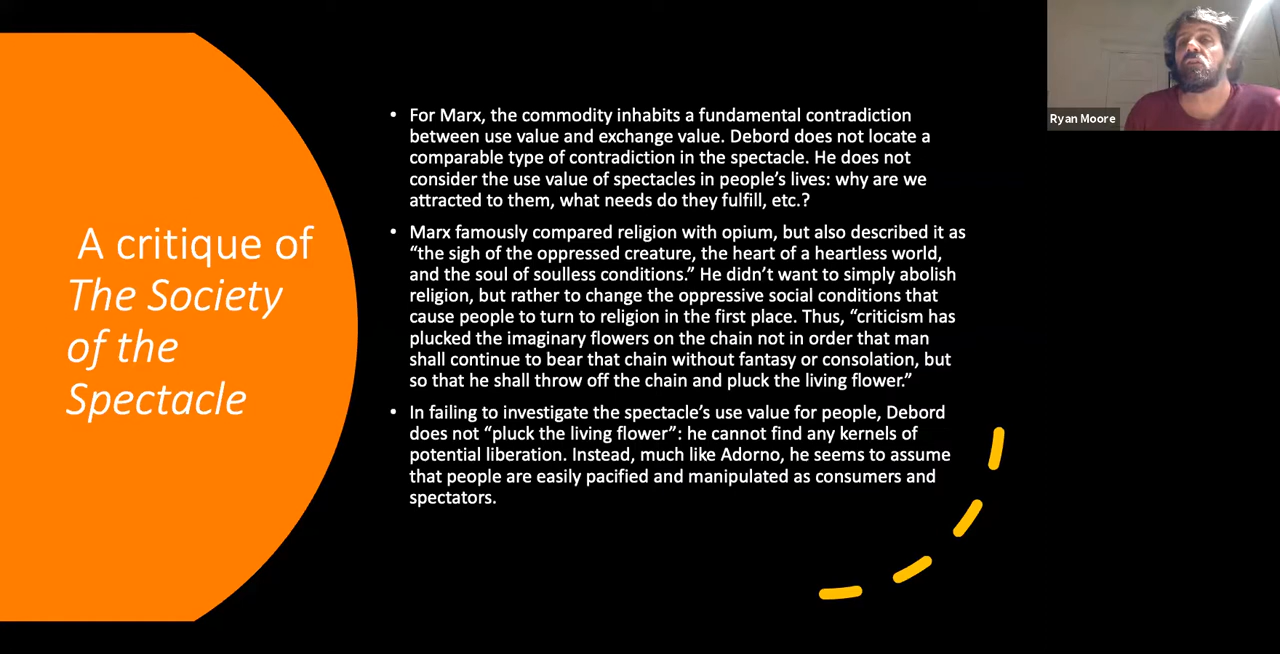 A critique of
The Society
of the
Spectacle
• For Marx, the commodity inhabits a fundamental contradiction
between use value and exchange value. Debord does not locate a
comparable type of contradiction in the spectacle. He does not
consider the use value of spectacles in people’s lives: why are we
attracted to them, what needs do they fulfill, etc.?
• Marx famously compared religion with opium, but also described it as
“the sigh of the oppressed creature, the heart of a heartless world,
and the soul of soulless conditions.” He didn’t want to simply abolish
religion, but rather to change the oppressive social conditions that
cause people to turn to religion in the first place. Thus, “criticism has
plucked the imaginary flowers on the chain not in order that man
shall continue to bear that chain without fantasy or consolation, but
so that he shall throw off the chain and pluck the living flower.”
• In failing to investigate the spectacle’s use value for people, Debord
does not “pluck the living flower”: he cannot find any kernels of
potential liberation. Instead, much like Adorno, he seems to assume
that people are easily pacified and manipulated as consumers and
spectators.
Ryan Moore